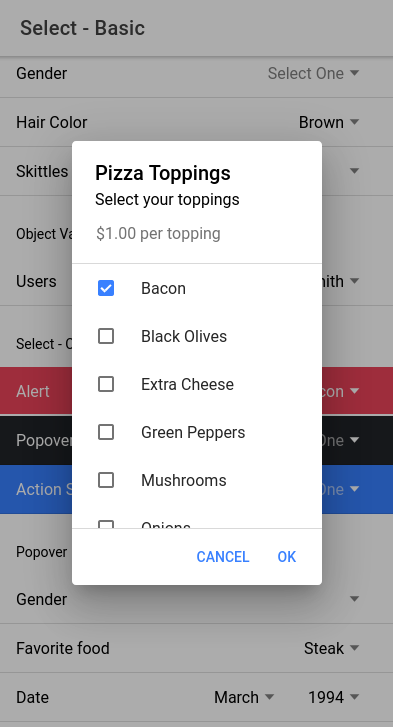 Select - Basic
Gender Select One
Hair Color Brown
Skittles
Pizza Toppings
Select your toppings
$1.00 per topping
Object Va
Users ith
Bacon
Black Olives
Select - C
Extra Cheese
Alert con
Green Peppers
Popover One
Mushrooms
Action S One
Onions
CANCEL OK
Popover
Gender
Favorite food Steak
Date March 1994